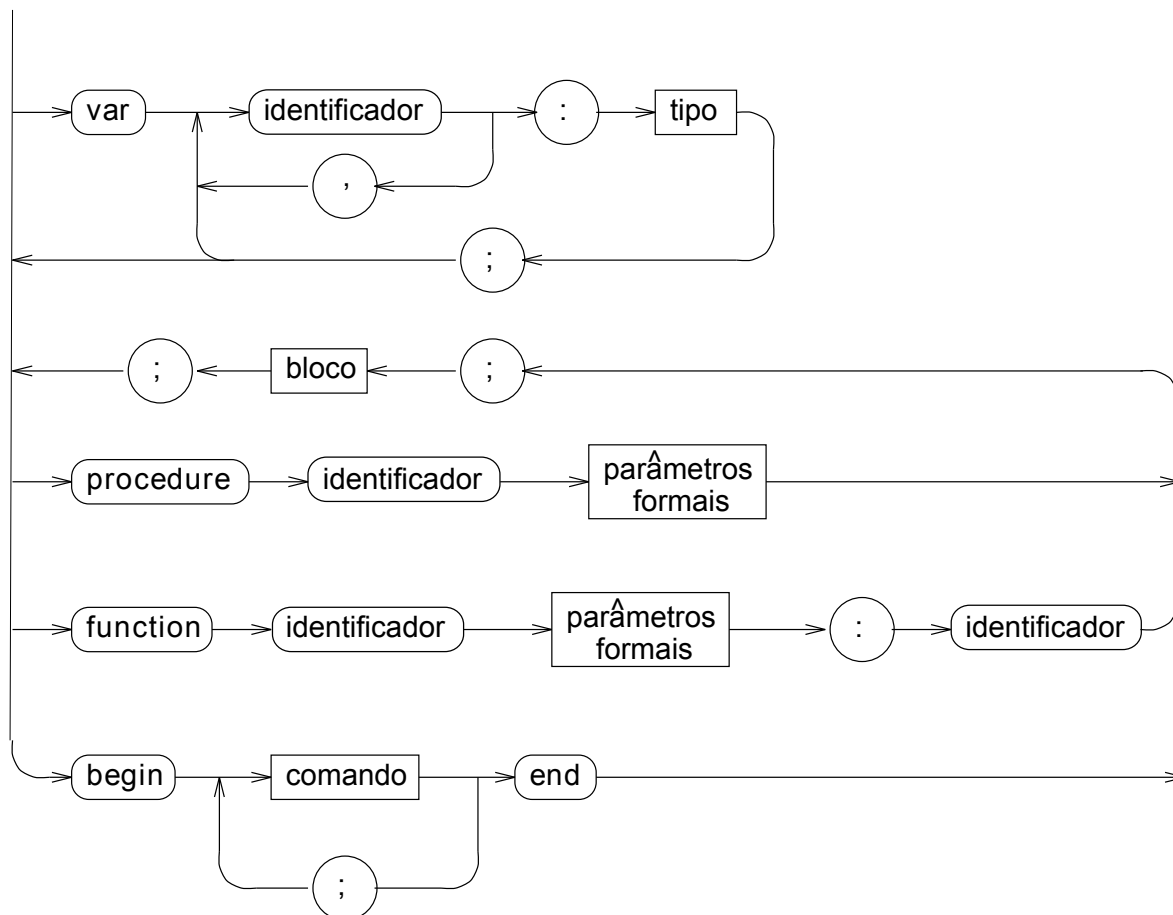 var identificador : tipo
,
;
; bloco ;
procedure identificador parâmetros
formais
function identificador parâmetros
formais : identificador
begin comando end
;